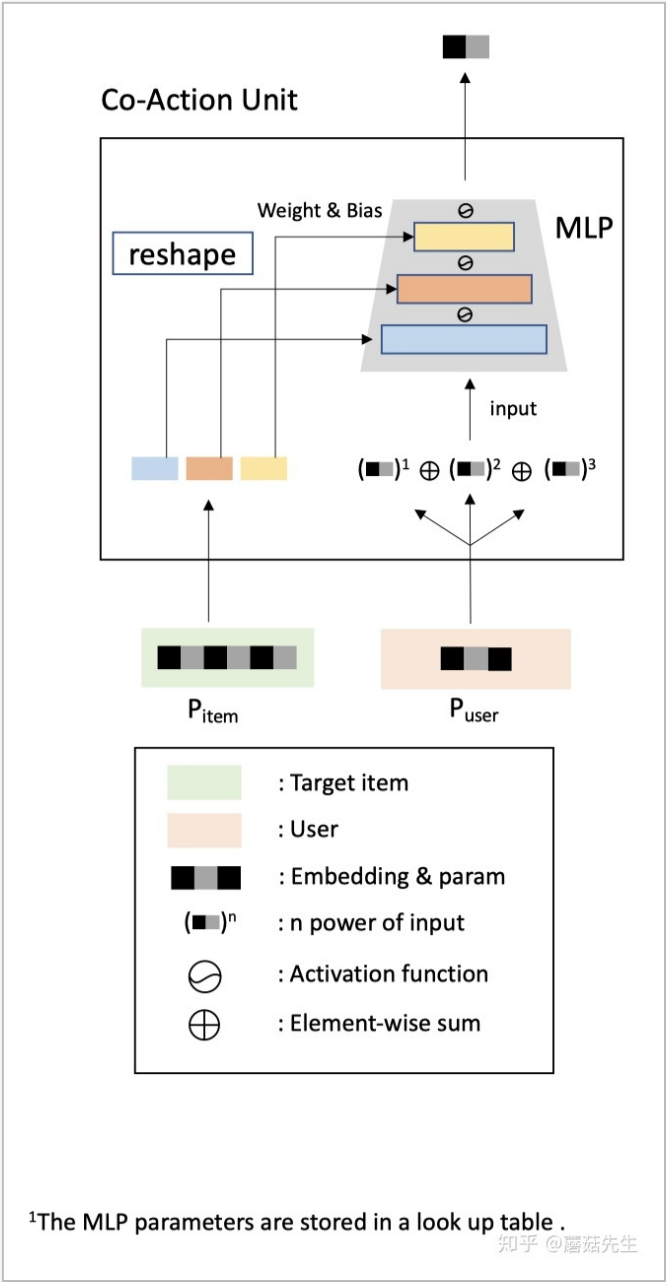 Co-Action Unit
Weight & Bias
MLP
reshape
input
( )¹ ⊕ ( )² ⊕ ( )³
P_item
P_user
: Target item
: User
: Embedding & param
( )ⁿ : n power of input
: Activation function
⊕ : Element-wise sum
¹The MLP parameters are stored in a look up table .
知乎 @蘑菇先生